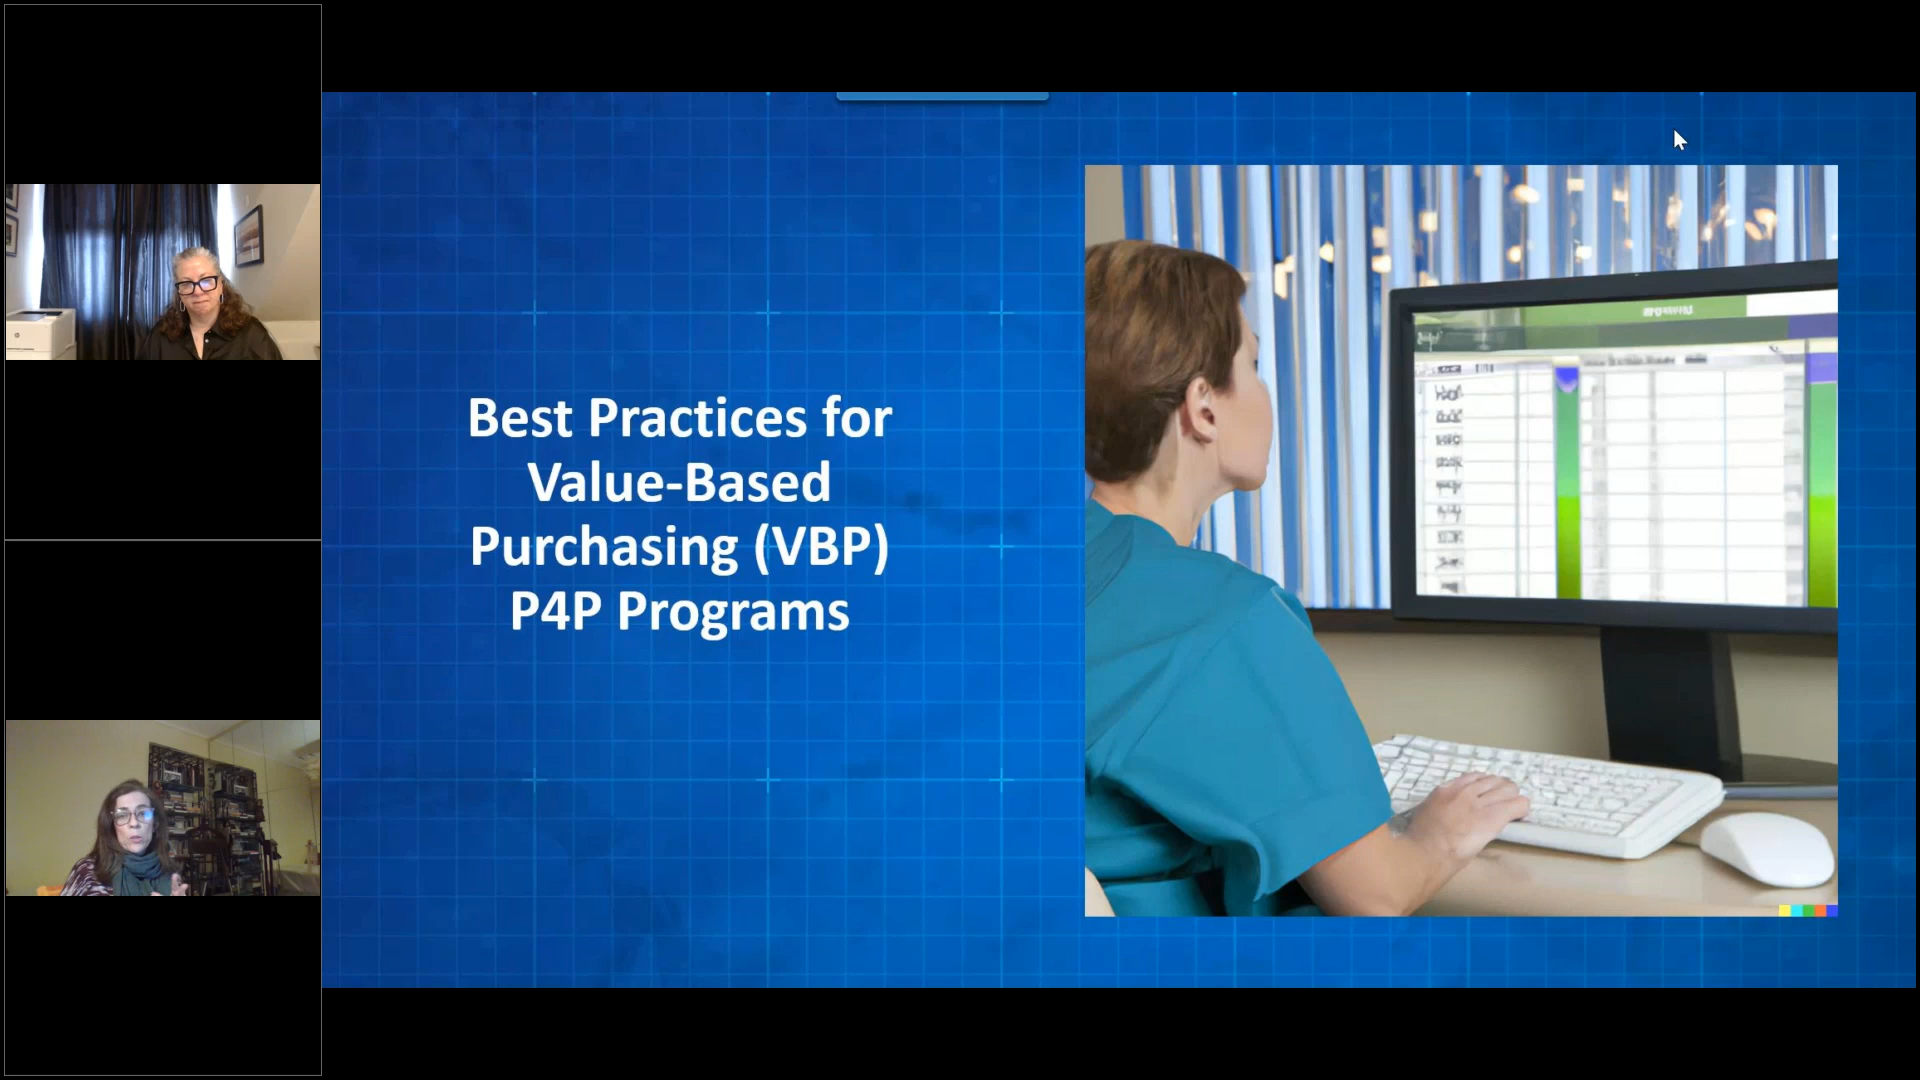 Best Practices for
Value-Based
Purchasing (VBP)
P4P Programs